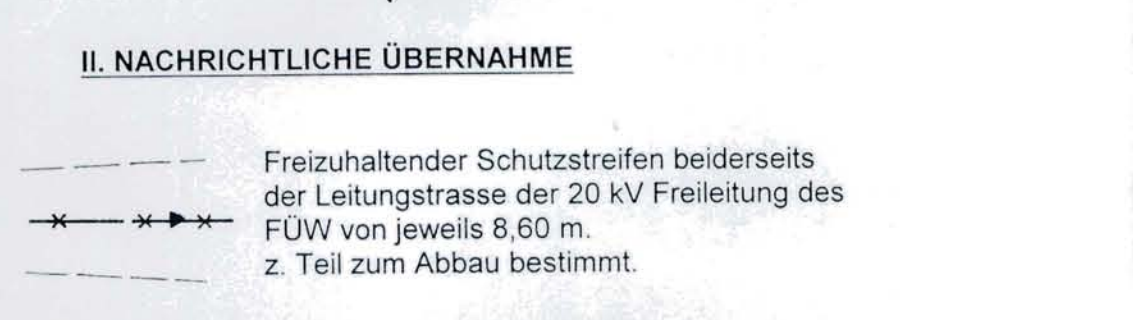 II. NACHRICHTLICHE ÜBERNAHME
Freizuhaltender Schutzstreifen beiderseits
der Leitungstrasse der 20 kV Freileitung des
FÜW von jeweils 8,60 m.
z. Teil zum Abbau bestimmt.